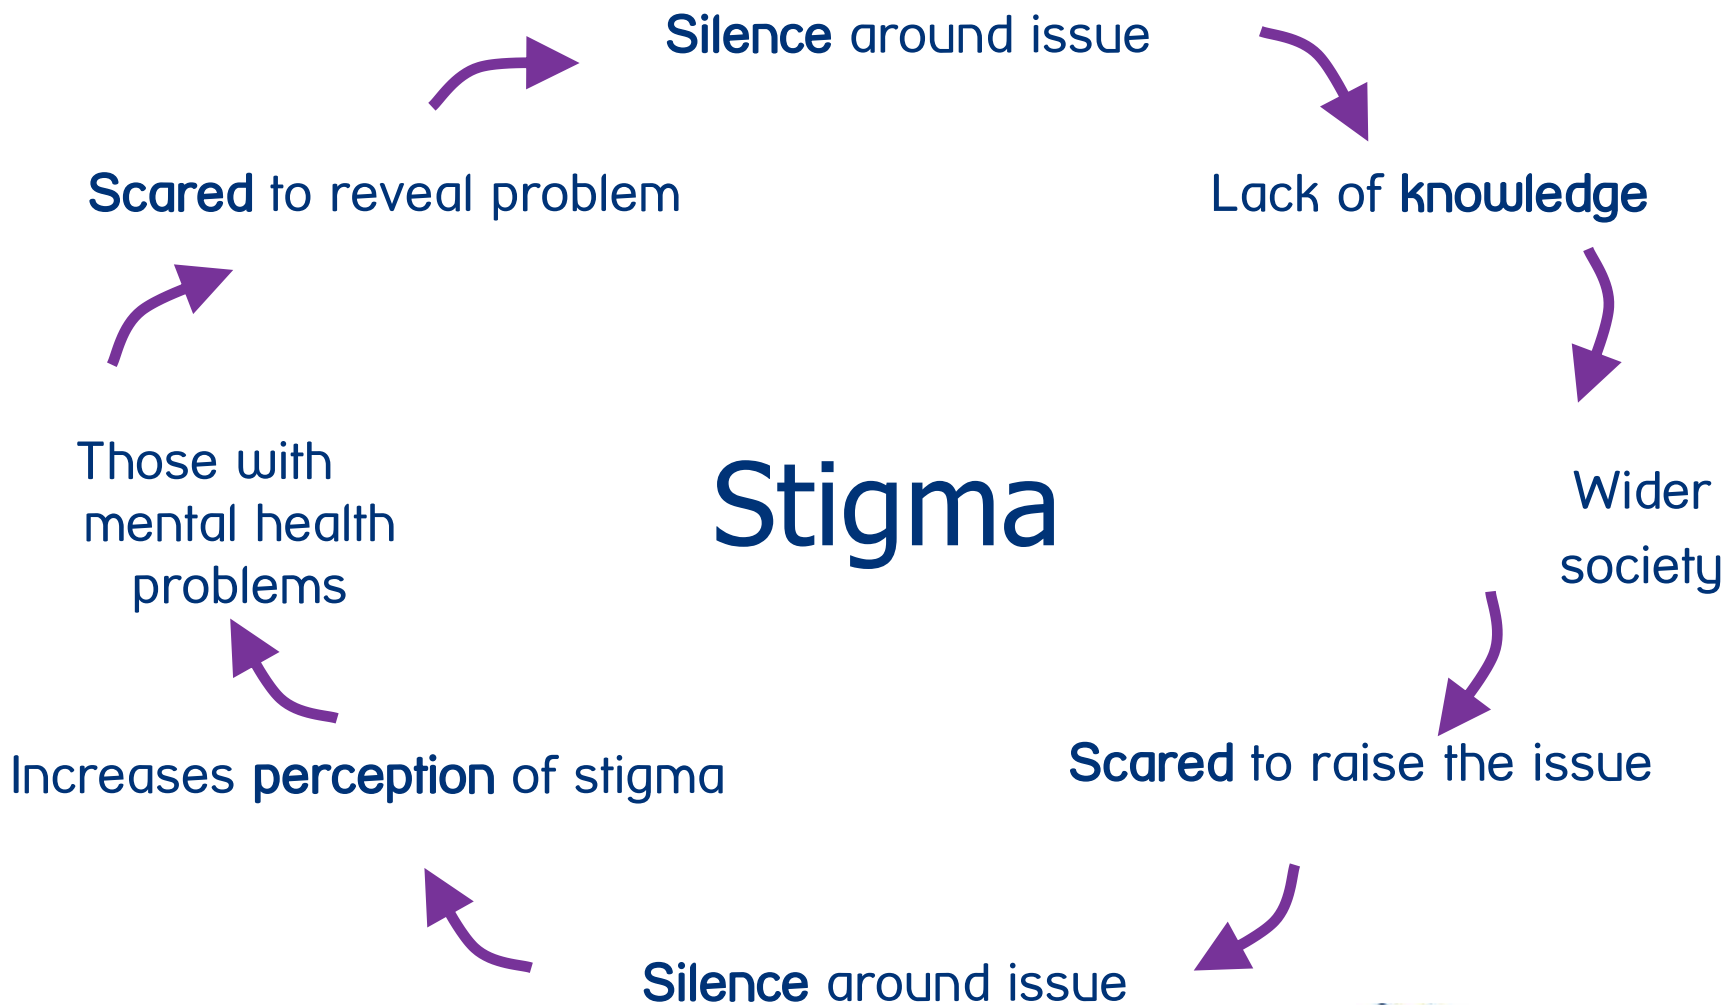 Silence around issue
Scared to reveal problem
Lack of knowledge
Those with
mental health
problems
Stigma
Wider
society
Increases perception of stigma
Scared to raise the issue
Silence around issue